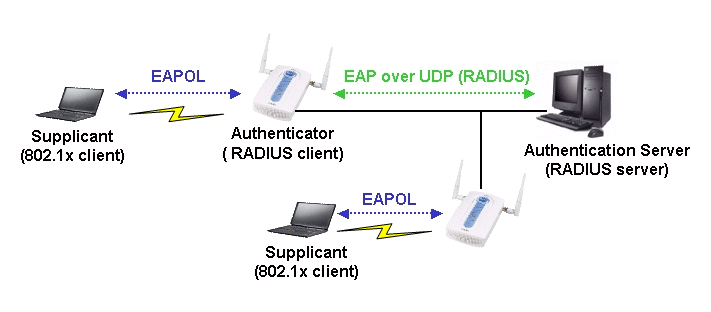 EAPOL
EAP over UDP (RADIUS)
Supplicant
(802.1x client)
Authenticator
( RADIUS client)
Authentication Server
(RADIUS server)
EAPOL
Supplicant
(802.1x client)